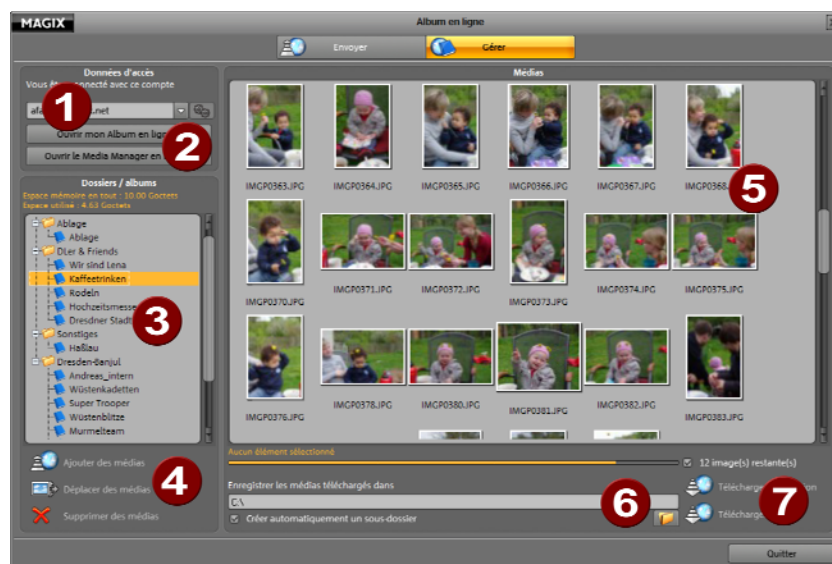 MAGIX
Album en ligne
Envoyer
Gérer
Données d'accès
Vous connecté avec ce compte
.net
1
Ouvrir mon Album en
2
Ouvrir le Media Manager en
Dossiers / albums
Espace mémoire en tout : 10.00 Goctets
Espace utilisé : 4.63 Goctets
Ablage
Ablage
DLer & Friends
Wir sind Lena
Kaffeetrinken
Rodeln
Hochzeitsmesse
Dresdner
3
Sonstiges
Haßlau
Dresden-Banjul
Andreas_intern
Wüstenkadetten
Super Trooper
Wüstenblitze
Murmelteam
Ajouter des médias
Déplacer des médias
4
Supprimer des médias
Médias
IMGP0363.JPG
IMGP0364.JPG
IMGP0365.JPG
IMGP0366.JPG
IMGP0367.JPG
IMGP0368
5
IMGP0370.JPG
IMGP0371.JPG
IMGP0372.JPG
IMGP0373.JPG
IMGP0374.JPG
IMGP0375.JPG
IMGP0376.JPG
IMGP0378.JPG
IMGP0380.JPG
IMGP0381.JPG
IMGP0382.JPG
IMGP0383.JPG
Aucun élément sélectionné
12 image(s) restante(s)
Enregistrer les médias téléchargés dans
C:\
Créer automatiquement un sous-dossier
6
7
Quitter